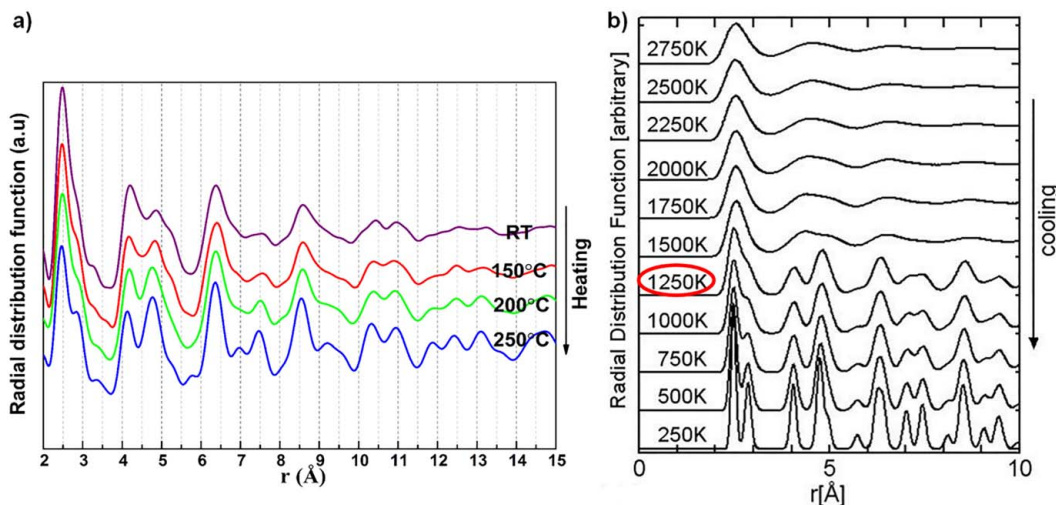 a)
Radial distribution function (a.u)
RT
150°C
200°C
250°C
Heating
2 3 4 5 6 7 8 9 10 11 12 13 14 15
r (Å)
b)
Radial Distribution Function [arbitrary]
2750K
2500K
2250K
2000K
1750K
1500K
1250K
1000K
750K
500K
250K
cooling
0 5 10
r[Å]